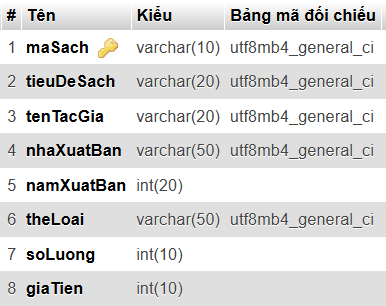 # Tên Kiểu Bảng mã đối chiếu
1 maSach varchar(10) utf8mb4_general_ci
2 tieuDeSach varchar(20) utf8mb4_general_ci
3 tenTacGia varchar(20) utf8mb4_general_ci
4 nhaXuatBan varchar(50) utf8mb4_general_ci
5 namXuatBan int(20)
6 theLoai varchar(50) utf8mb4_general_ci
7 soLuong int(10)
8 giaTien int(10)